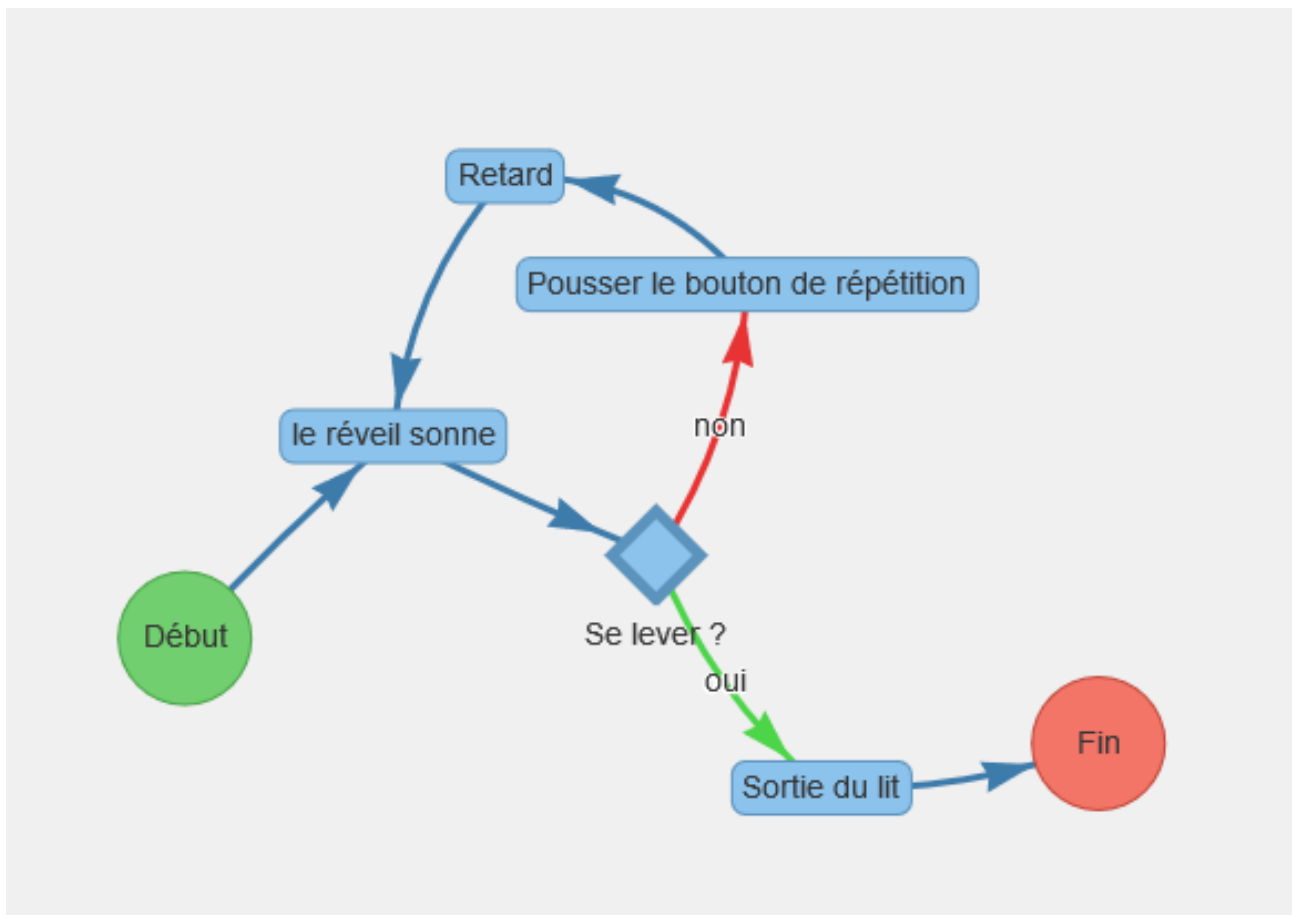 Retard
Pousser le bouton de répétition
non
le réveil sonne
Début
Se lever ?
oui
Sortie du lit
Fin